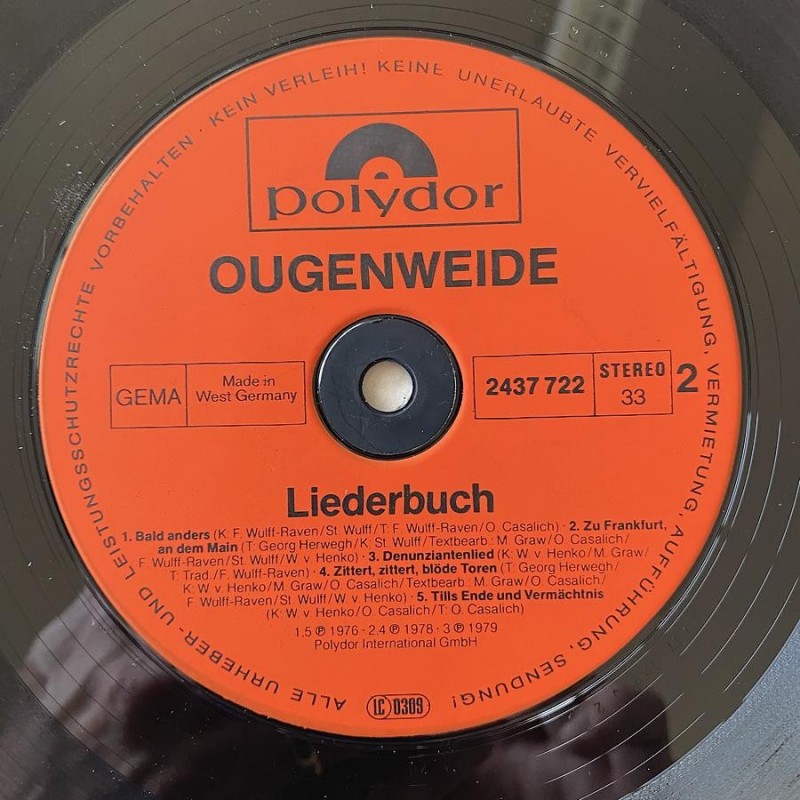 ALLE URHEBER- UND LEISTUNGSSCHUTZRECHTE VORBEHALTEN · KEIN VERLEIH! KEINE UNERLAUBTE VERVIELFÄLTIGUNG, VERMIETUNG, AUFFÜHRUNG, SENDUNG!
polydor
OUGENWEIDE
GEMA
Made in
West Germany
2437 722
STEREO
33
2
Liederbuch
1. Bald anders (K: F. Wulff-Raven/St. Wulff/T: F. Wulff-Raven/O. Casalich) · 2. Zu Frankfurt,
an dem Main (T: Georg Herwegh/K: St. Wulff/Textbearb.: M. Graw/O. Casalich/
F. Wulff-Raven/St. Wulff/W. v Henko) · 3. Denunziantenlied (K: W. v Henko/M. Graw/
T: Trad./F. Wulff-Raven) · 4. Zittert, zittert, blöde Toren (T: Georg Herwegh/
K: W. v Henko/M. Graw/O. Casalich/Textbearb.: M. Graw/O. Casalich/
F. Wulff-Raven/St. Wulff/W. v Henko) · 5. Tills Ende und Vermächtnis
(K: W. v Henko/O. Casalich/T: O. Casalich)
1.5 ℗ 1976 · 2.4 ℗ 1978 · 3 ℗ 1979
Polydor International GmbH
LC 0309